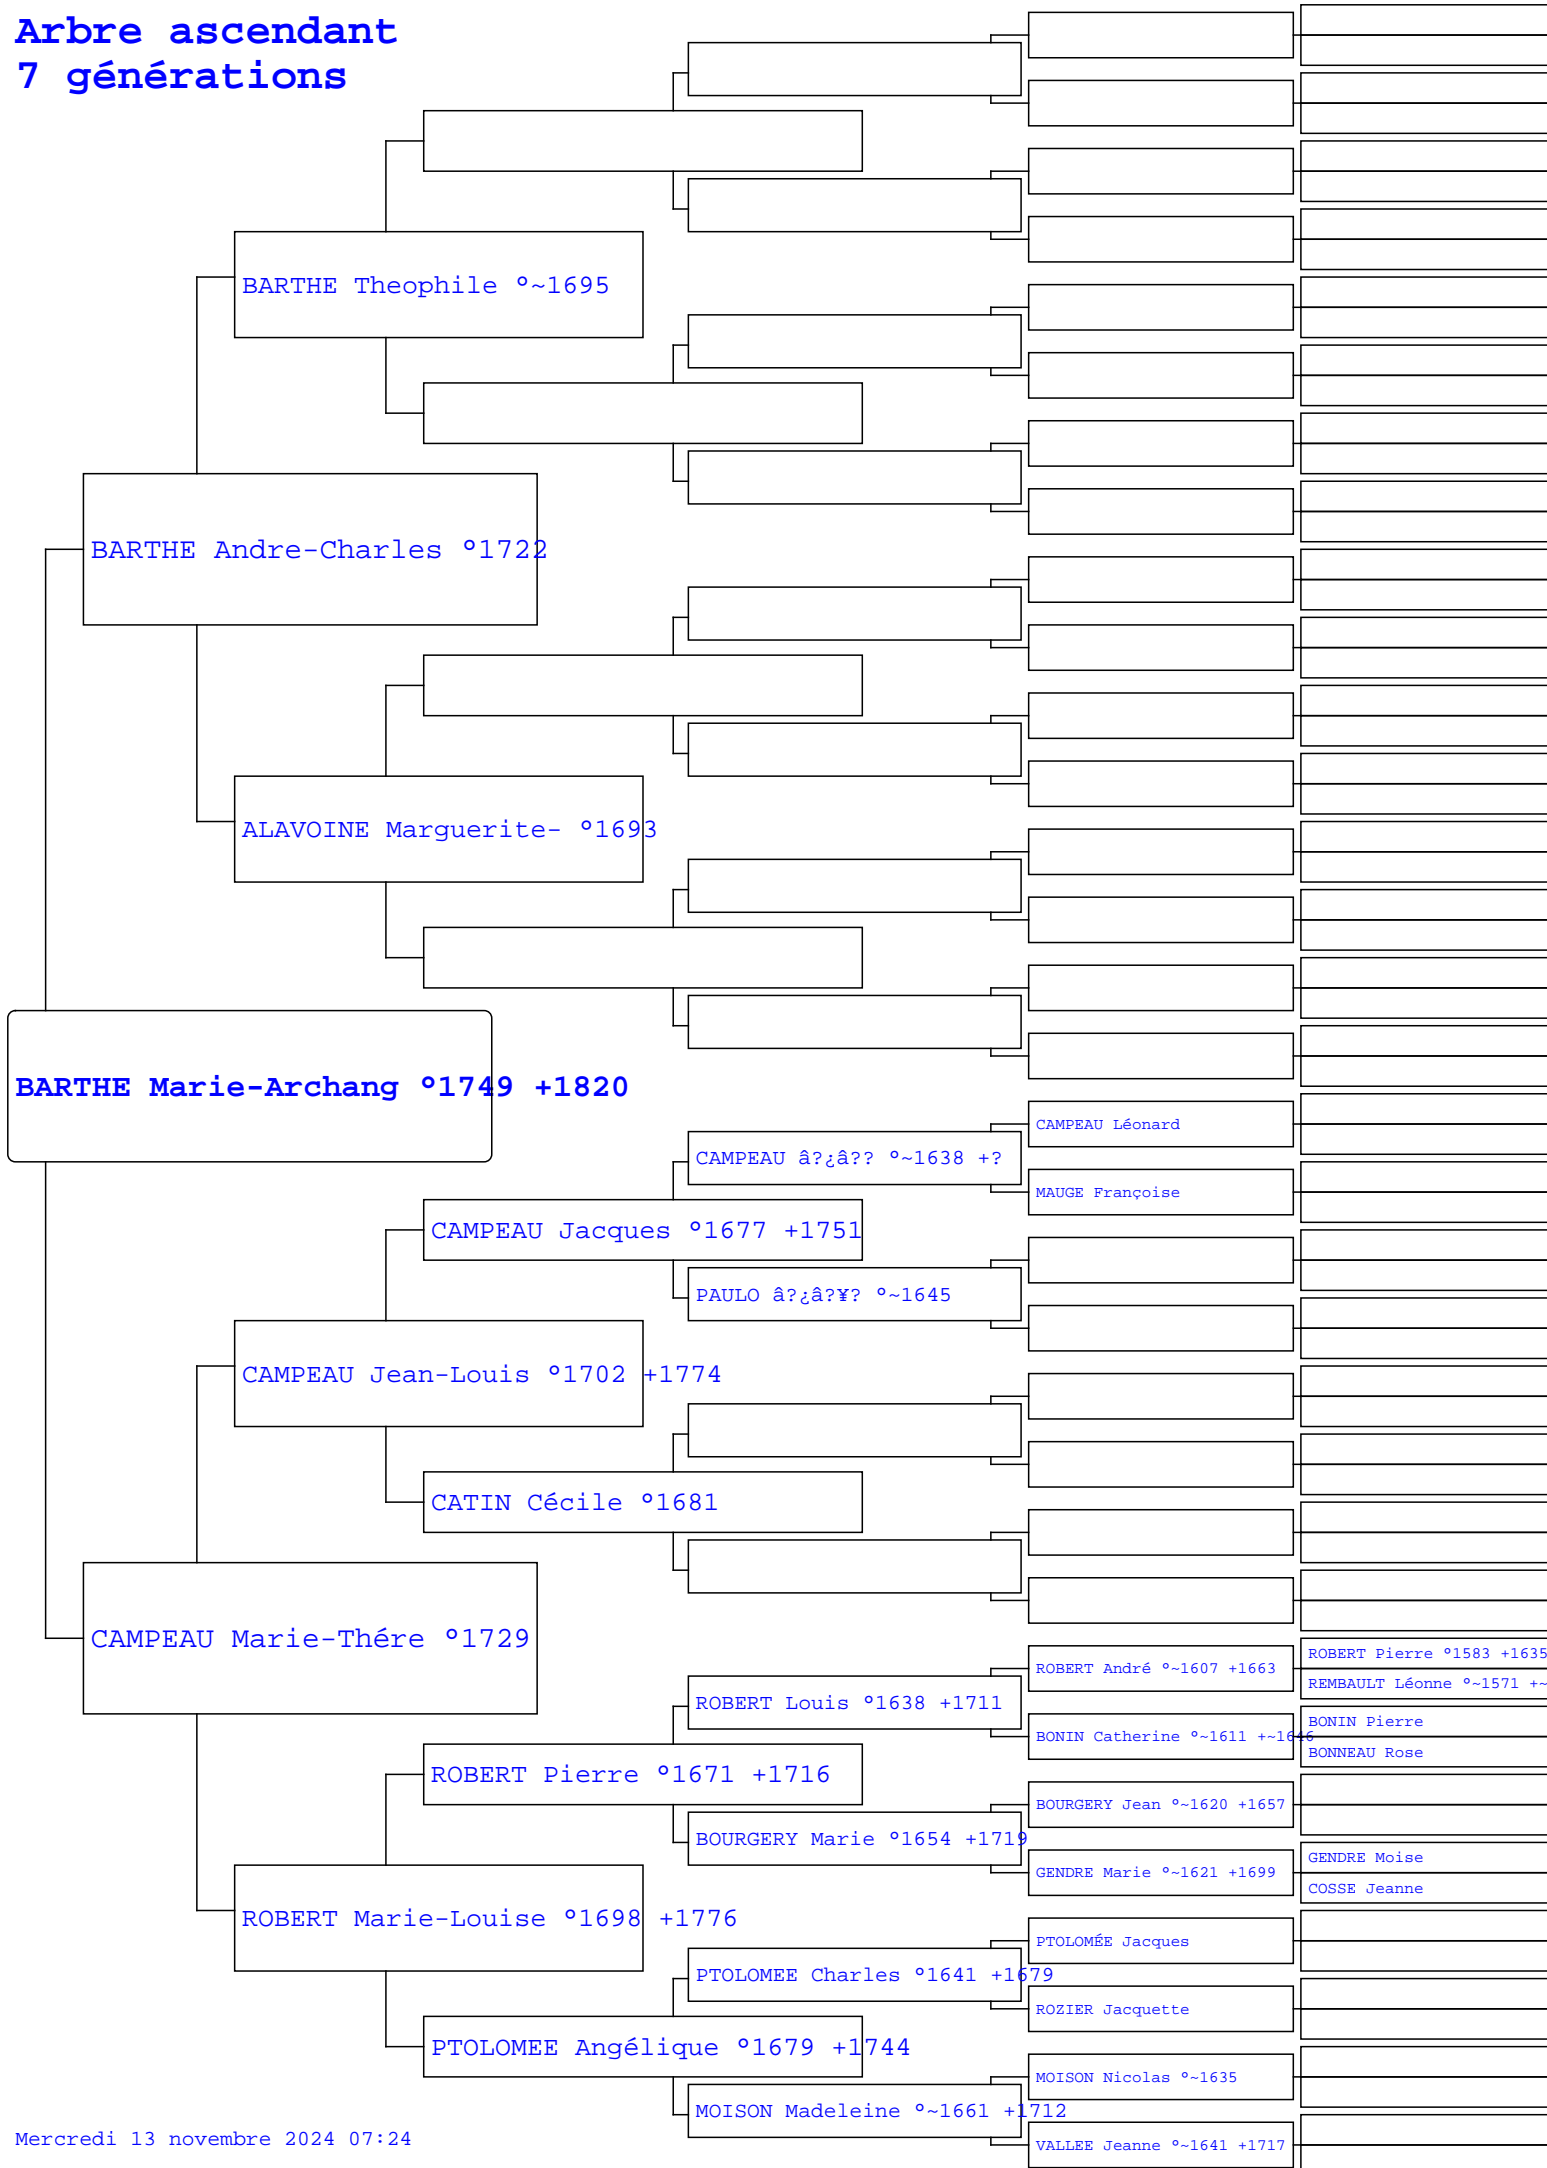 Arbre ascendant
7 générations
BARTHE Theophile °~1695
BARTHE Andre-Charles °1722
ALAVOINE Marguerite- °1693
BARTHE Marie-Archang °1749 +1820
CAMPEAU Léonard
CAMPEAU â?¿â?? °~1638 +?
MAUGE Françoise
CAMPEAU Jacques °1677 +1751
PAULO â?¿â?¥? °~1645
CAMPEAU Jean-Louis °1702 +1774
CATIN Cécile °1681
CAMPEAU Marie-Thére °1729
ROBERT Pierre °1583 +1635
ROBERT André °~1607 +1663
REMBAULT Léonne °~1571 +~
ROBERT Louis °1638 +1711
BONIN Pierre
BONIN Catherine °~1611 +~1646
BONNEAU Rose
ROBERT Pierre °1671 +1716
BOURGERY Jean °~1620 +1657
BOURGERY Marie °1654 +1719
GENDRE Moise
GENDRE Marie °~1621 +1699
COSSE Jeanne
ROBERT Marie-Louise °1698 +1776
PTOLOMÉE Jacques
PTOLOMEE Charles °1641 +1679
ROZIER Jacquette
PTOLOMEE Angélique °1679 +1744
MOISON Nicolas °~1635
MOISON Madeleine °~1661 +1712
VALLEE Jeanne °~1641 +1717
Mercredi 13 novembre 2024 07:24